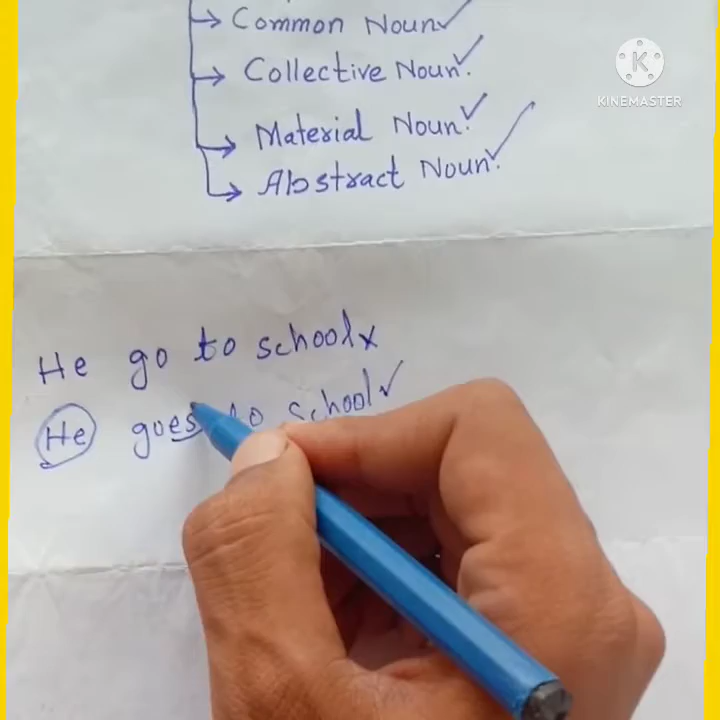 → Common Noun ✓
→ Collective Noun. ✓
KINEMASTER
→ Material Noun. ✓
→ Abstract Noun. ✓
He go to school x
He goes to school ✓